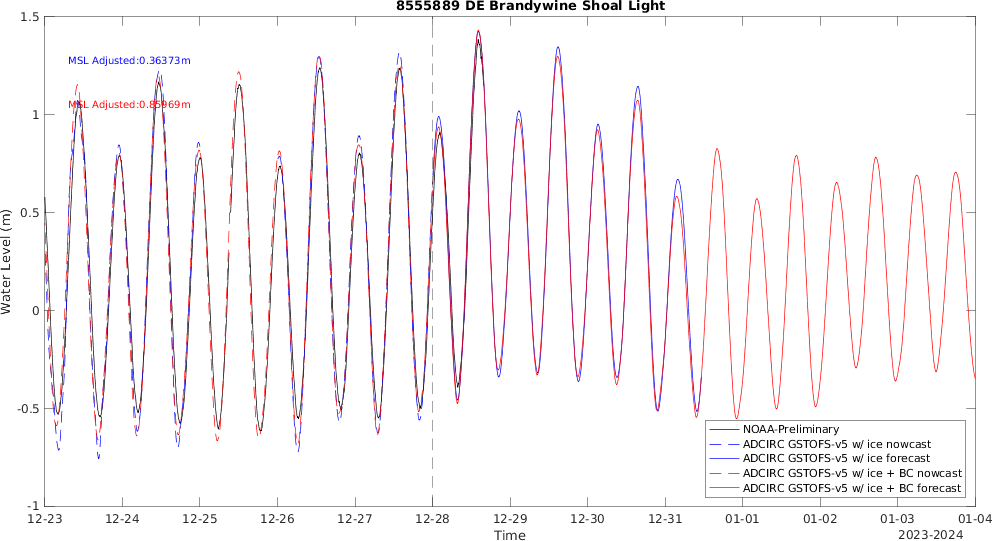 8555889 DE Brandywine Shoal Light
1.5
MSL Adjusted:0.36373m
MSL Adjusted:0.85969m
1
0.5
Water Level (m)
0
-0.5
NOAA-Preliminary
ADCIRC GSTOFS-v5 w/ ice nowcast
ADCIRC GSTOFS-v5 w/ ice forecast
ADCIRC GSTOFS-v5 w/ ice + BC nowcast
ADCIRC GSTOFS-v5 w/ ice + BC forecast
-1
12-23 12-24 12-25 12-26 12-27 12-28 12-29 12-30 12-31 01-01 01-02 01-03 01-04
Time
2023-2024